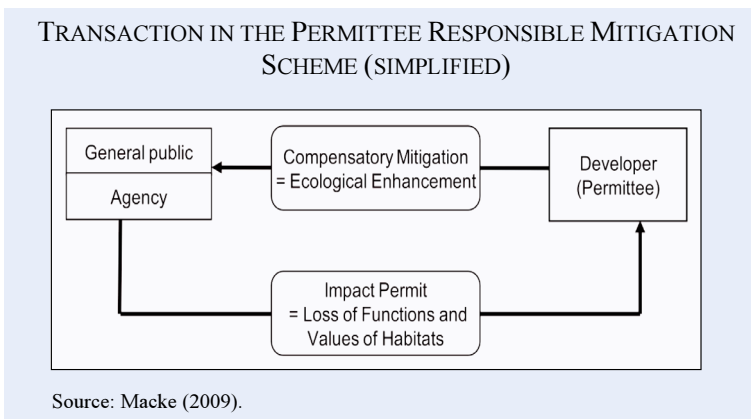 TRANSACTION IN THE PERMITTEE RESPONSIBLE MITIGATION
SCHEME (SIMPLIFIED)
General public
Agency
Compensatory Mitigation
= Ecological Enhancement
Developer
(Permittee)
Impact Permit
= Loss of Functions and
Values of Habitats
Source: Macke (2009).